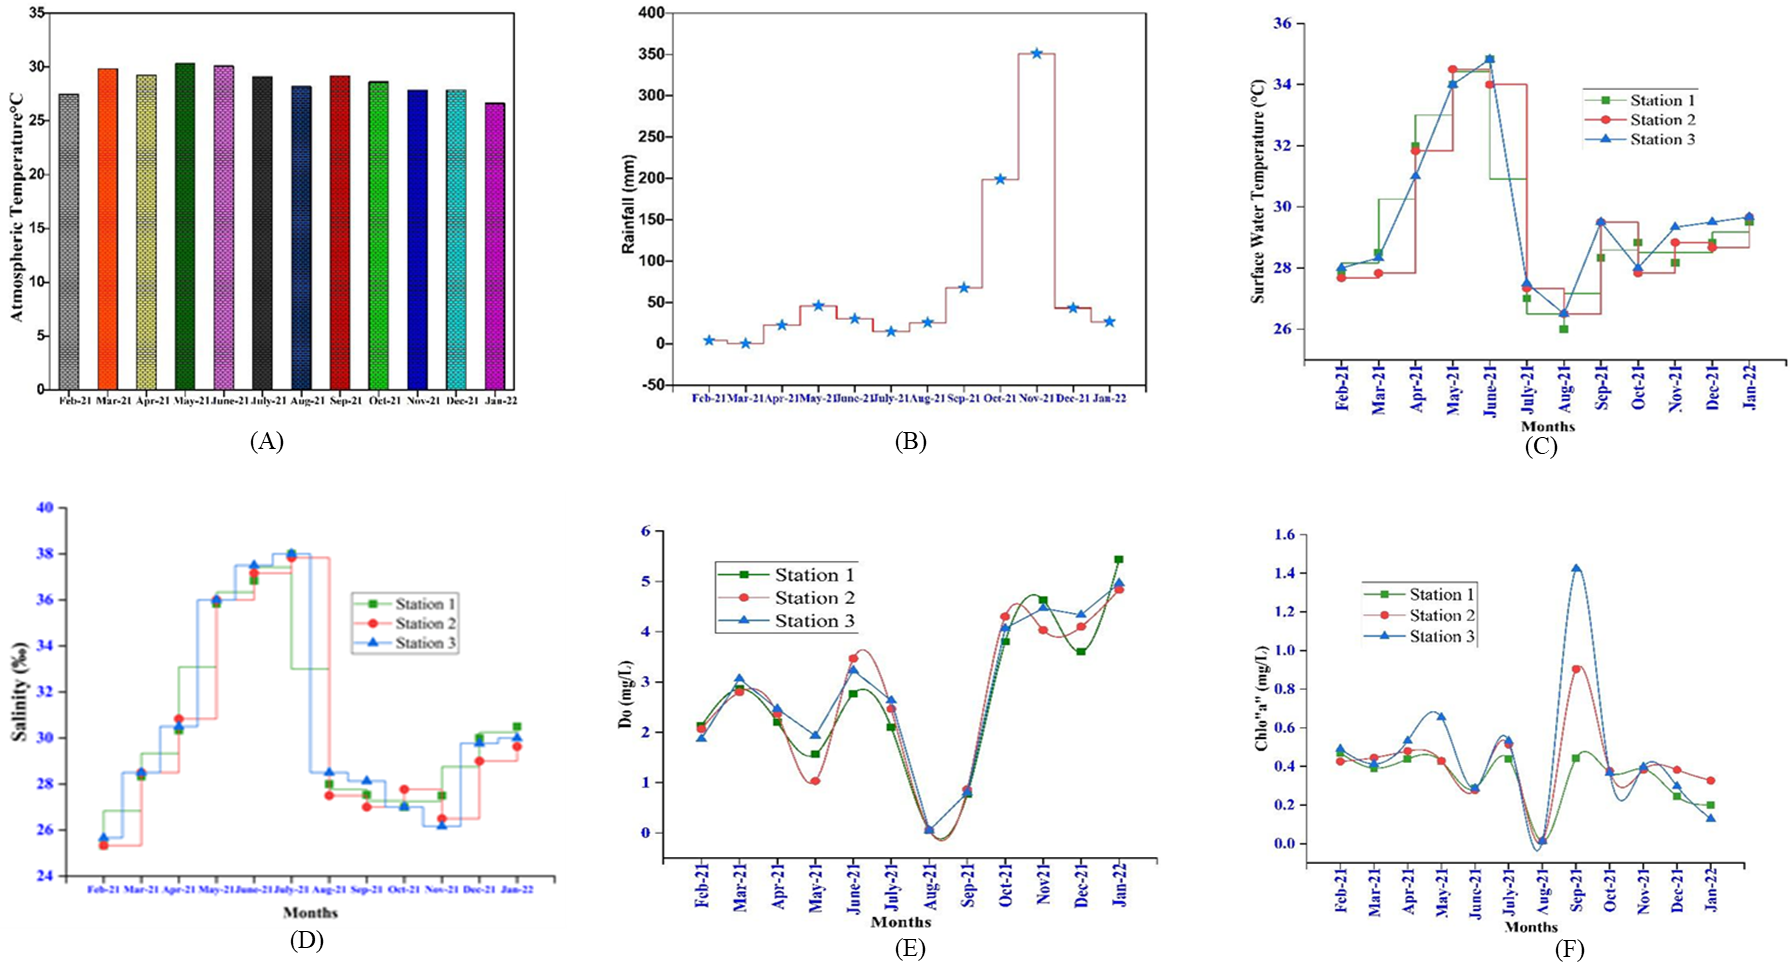 35
30
25
20
15
10
5
0
Atmospheric Temperature°C
Feb-21 Mar-21 Apr-21 May-21 June-21 July-21 Aug-21 Sep-21 Oct-21 Nov-21 Dec-21 Jan-22
(A)
400
350
300
250
200
150
100
50
0
-50
Rainfall (mm)
Feb-21 Mar-21 Apr-21 May-21 June-21 July-21 Aug-21 Sep-21 Oct-21 Nov-21 Dec-21 Jan-22
(B)
36
34
32
30
28
26
Surface Water Temperature (°C)
Station 1
Station 2
Station 3
Feb-21 Mar-21 Apr-21 May-21 June-21 July-21 Aug-21 Sep-21 Oct-21 Nov-21 Dec-21 Jan-22
Months
(C)
40
38
36
34
32
30
28
26
24
Salinity (‰)
Station 1
Station 2
Station 3
Feb-21 Mar-21 Apr-21 May-21 June-21 July-21 Aug-21 Sep-21 Oct-21 Nov-21 Dec-21 Jan-22
Months
(D)
6
5
4
3
2
1
0
Do (mg/L)
Station 1
Station 2
Station 3
Feb-21 Mar-21 Apr-21 May-21 June-21 July-21 Aug-21 Sep-21 Oct-21 Nov21 Dec-21 Jan-22
Months
(E)
1.6
1.4
1.2
1.0
0.8
0.6
0.4
0.2
0.0
Chlo"a" (mg/L)
Station 1
Station 2
Station 3
Feb-21 Mar-21 Apr-21 May-21 June-21 July-21 Aug-21 Sep-21 Oct-21 Nov-21 Dec-21 Jan-22
Months
(F)